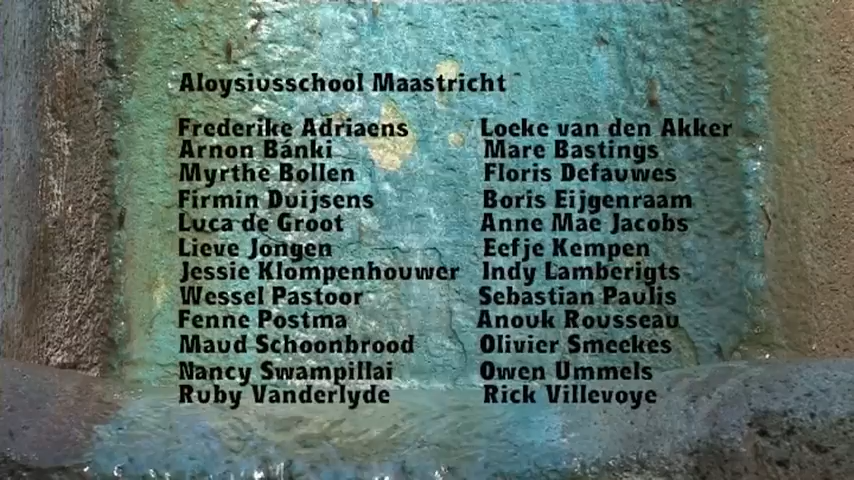 Aloysiusschool Maastricht
Frederike Adriaens
Arnon Bánki
Myrthe Bollen
Firmin Duijsens
Luca de Groot
Lieve Jongen
Jessie Klompenhouwer
Wessel Pastoor
Fenne Postma
Maud Schoonbrood
Nancy Swampillai
Ruby Vanderlyde
Loeke van den Akker
Mare Bastings
Floris Defauwes
Boris Eijgenraam
Anne Mae Jacobs
Eefje Kempen
Indy Lamberigts
Sebastian Paulis
Anouk Rousseau
Olivier Smeekes
Owen Ummels
Rick Villevoye